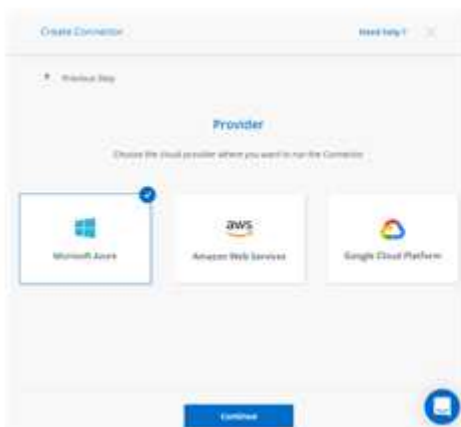 Create Connector
Need help?
Previous Step
Provider
Choose the cloud provider where you want to run the Connector
Microsoft Azure
aws
Amazon Web Services
Google Cloud Platform
Continue